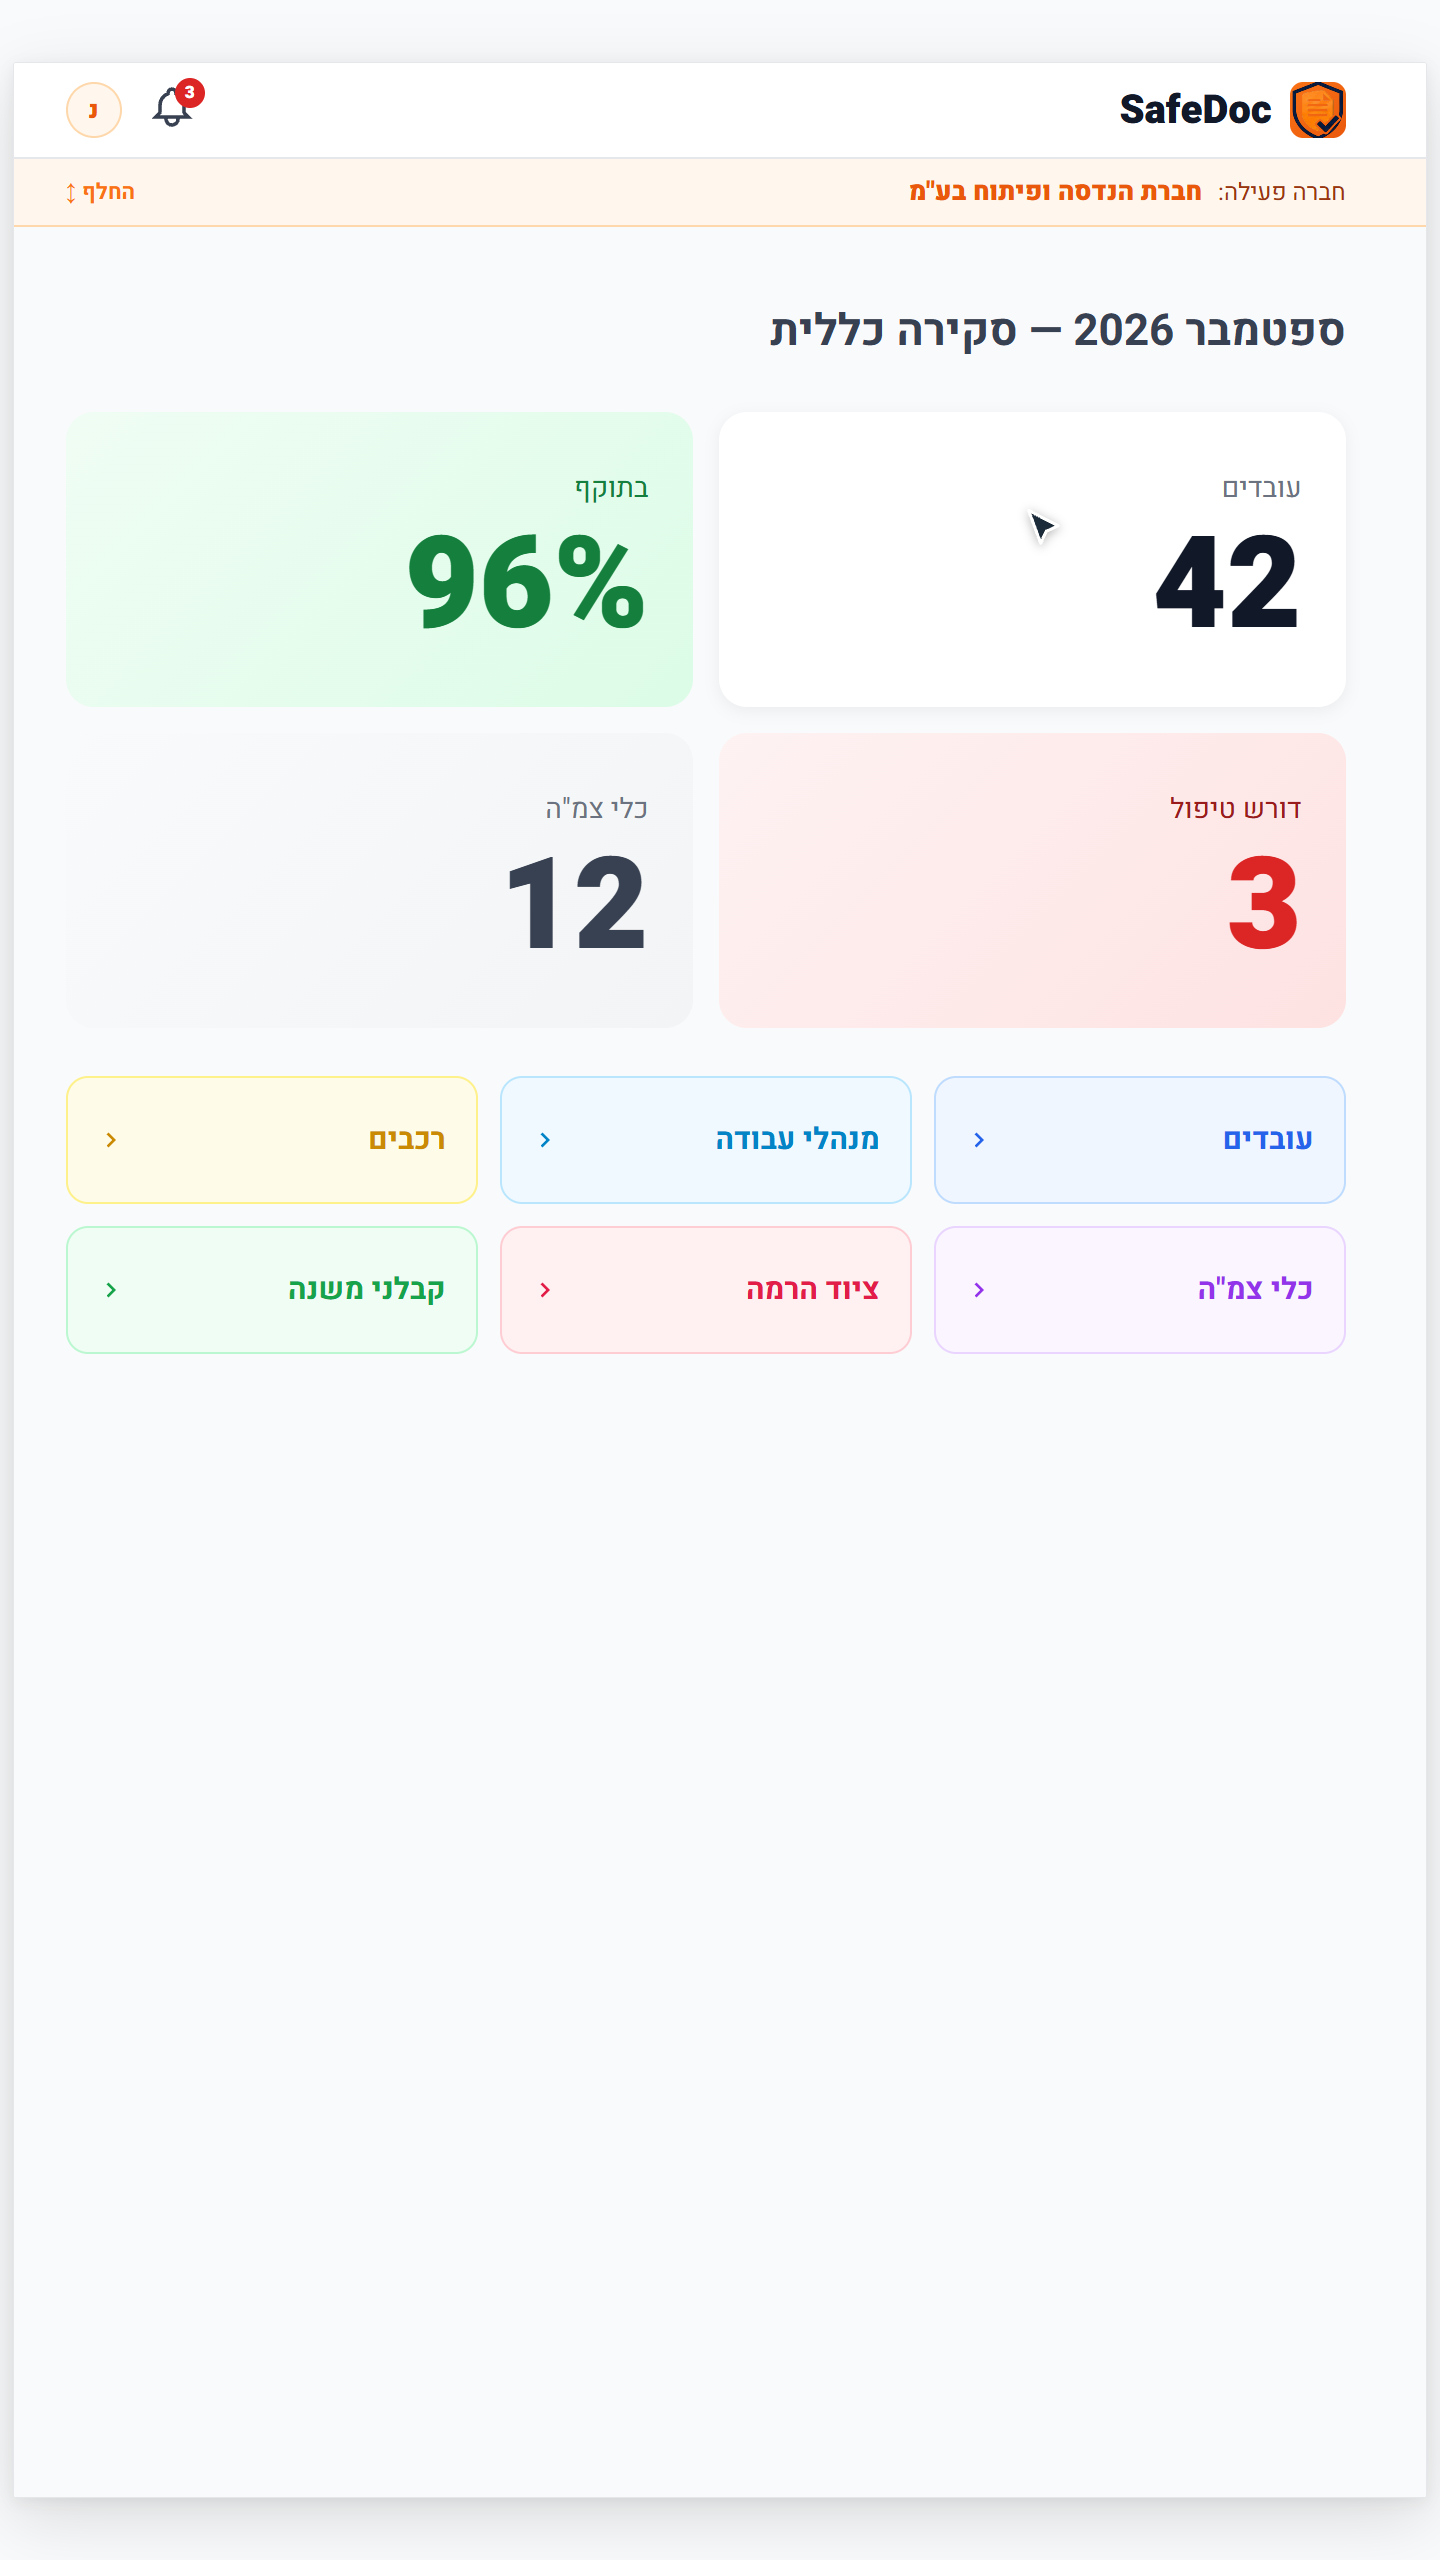 SafeDoc
3
נ
חברה פעילה: חברת הנדסה ופיתוח בע"מ
החלף ↕
ספטמבר 2026 — סקירה כללית
עובדים
42
בתוקף
96%
דורש טיפול
3
כלי צמ"ה
12
עובדים
מנהלי עבודה
רכבים
כלי צמ"ה
ציוד הרמה
קבלני משנה